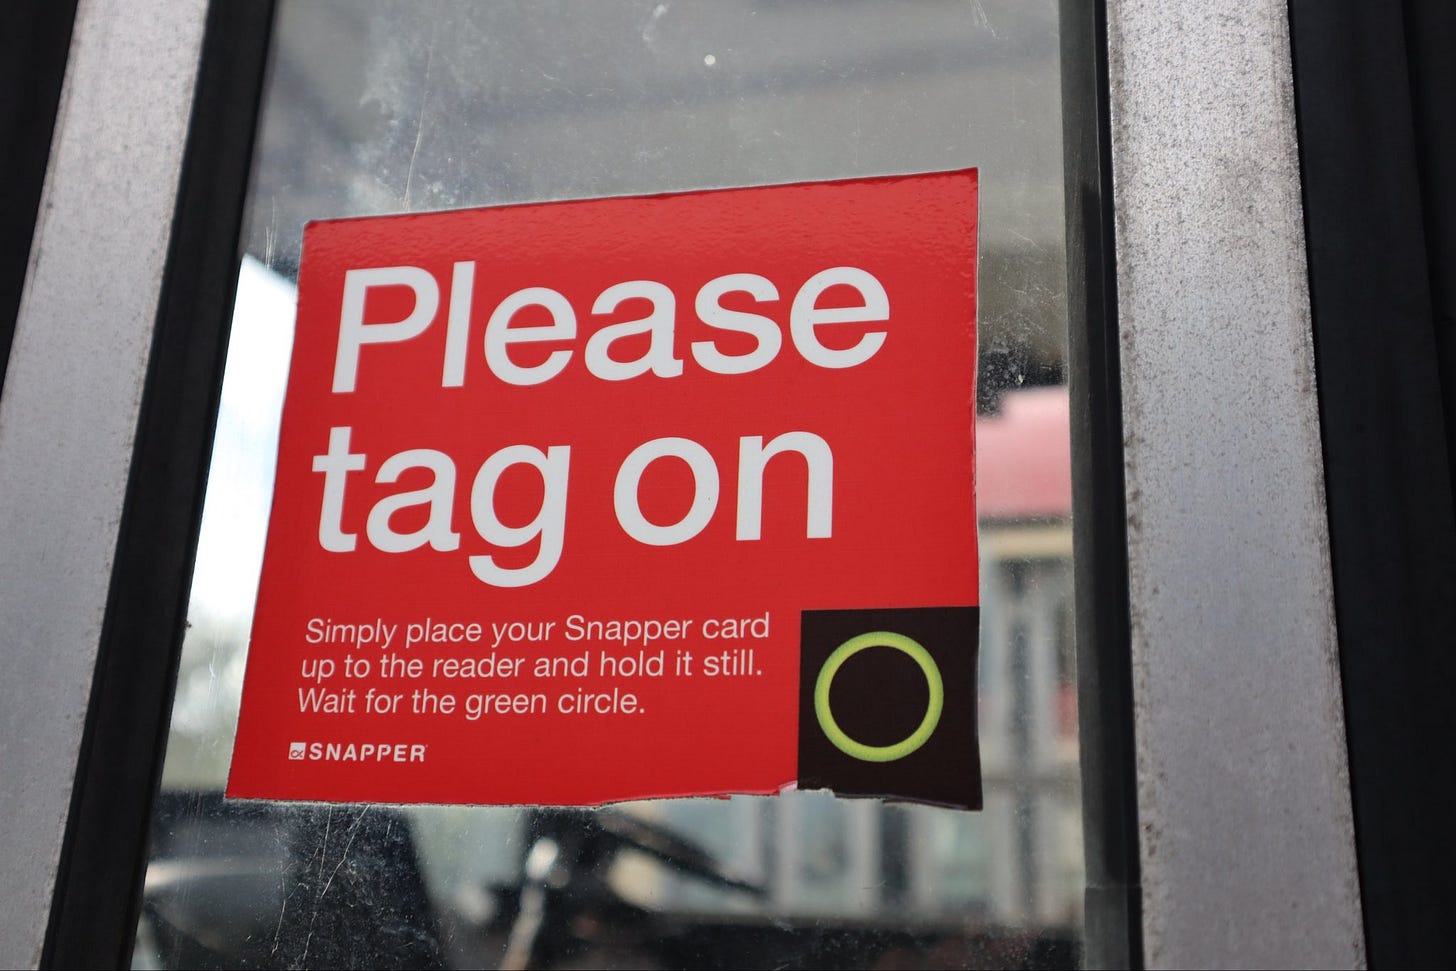 Please
tag on
Simply place your Snapper card
up to the reader and hold it still.
Wait for the green circle.
SNAPPER